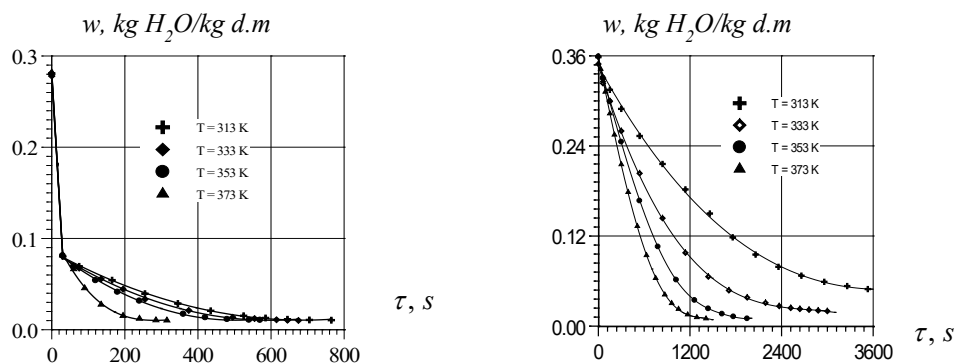 w, kg H2O/kg d.m
0.3
0.2
0.1
0.0
0 200 400 600 800
T = 313 K
T = 333 K
T = 353 K
T = 373 K
τ, s
w, kg H2O/kg d.m
0.36
0.24
0.12
0.00
0 1200 2400 3600
T = 313 K
T = 333 K
T = 353 K
T = 373 K
τ, s